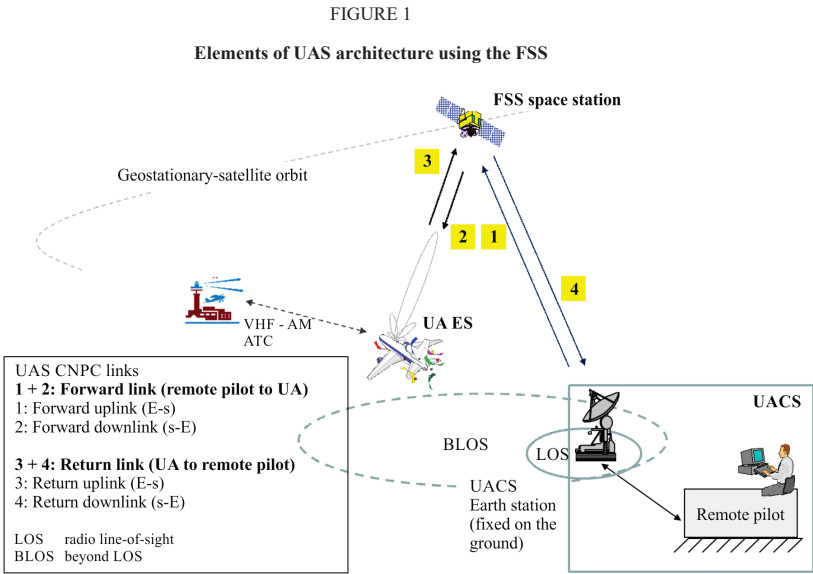 FIGURE 1
Elements of UAS architecture using the FSS
FSS space station
3
Geostationary-satellite orbit
2
1
4
VHF - AM
ATC
UA ES
UAS CNPC links
1 + 2: Forward link (remote pilot to UA)
1: Forward uplink (E-s)
2: Forward downlink (s-E)
3 + 4: Return link (UA to remote pilot)
3: Return uplink (E-s)
4: Return downlink (s-E)
LOS radio line-of-sight
BLOS beyond LOS
BLOS
LOS
UACS
Earth station
(fixed on the
ground)
UACS
Remote pilot